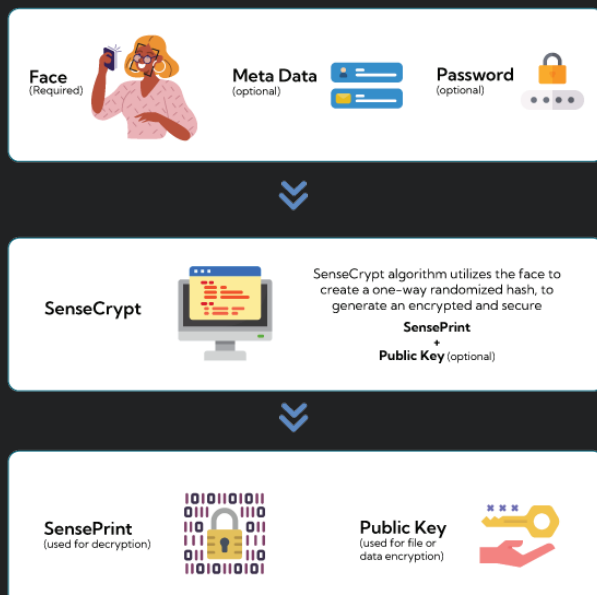 Face
(Required)
Meta Data
(optional)
Password
(optional)
SenseCrypt
SenseCrypt algorithm utilizes the face to
create a one-way randomized hash, to
generate an encrypted and secure
SensePrint
+
Public Key (optional)
SensePrint
(used for decryption)
Public Key
(used for file or
data encryption)